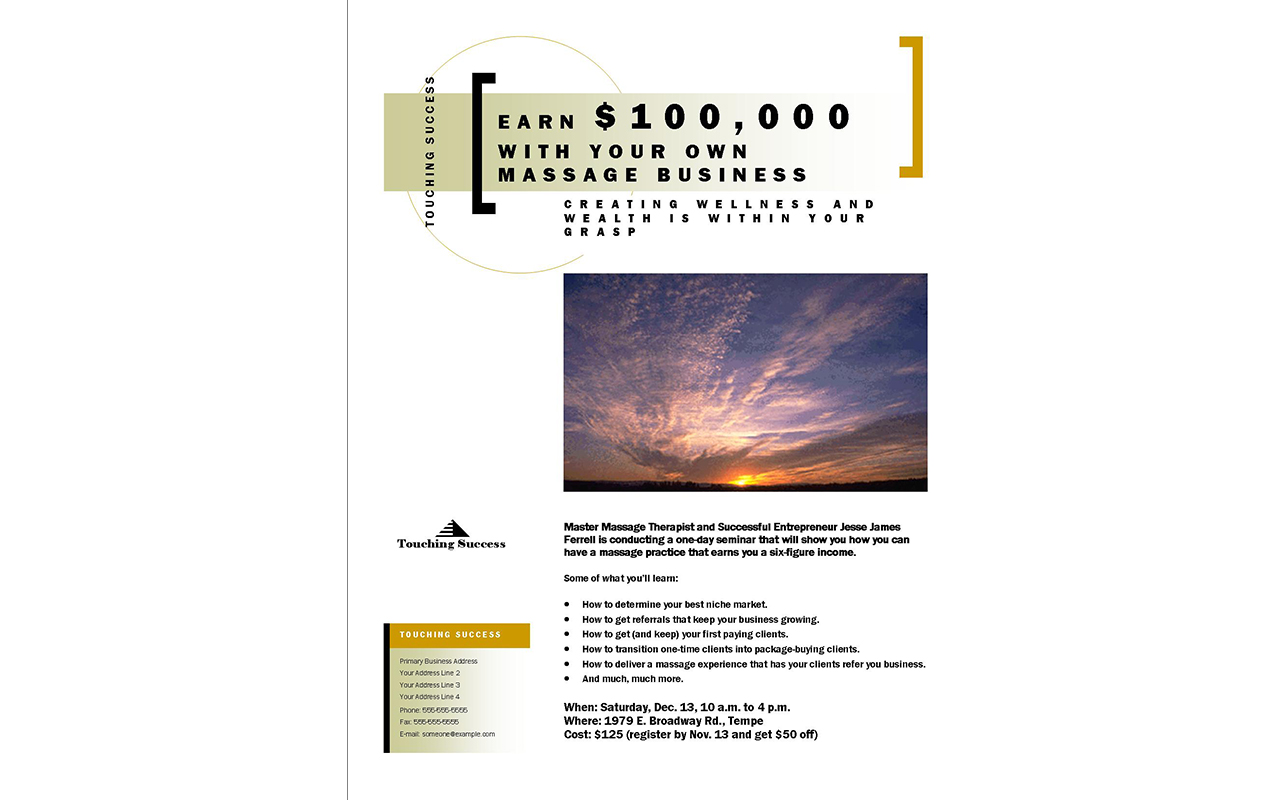 TOUCHING SUCCESS
EARN $100,000
WITH YOUR OWN
MASSAGE BUSINESS
CREATING WELLNESS AND
WEALTH IS WITHIN YOUR
GRASP
Master Massage Therapist and Successful Entrepreneur Jesse James
Ferrell is conducting a one-day seminar that will show you how you can
have a massage practice that earns you a six-figure income.
Some of what you'll learn:
• How to determine your best niche market.
• How to get referrals that keep your business growing.
• How to get (and keep) your first paying clients.
• How to transition one-time clients into package-buying clients.
• How to deliver a massage experience that has your clients refer you business.
• And much, much more.
When: Saturday, Dec. 13, 10 a.m. to 4 p.m.
Where: 1979 E. Broadway Rd., Tempe
Cost: $125 (register by Nov. 13 and get $50 off)
Touching Success
TOUCHING SUCCESS
Primary Business Address
Your Address Line 2
Your Address Line 3
Your Address Line 4
Phone: 555-555-5555
Fax: 555-555-5555
E-mail: someone@example.com